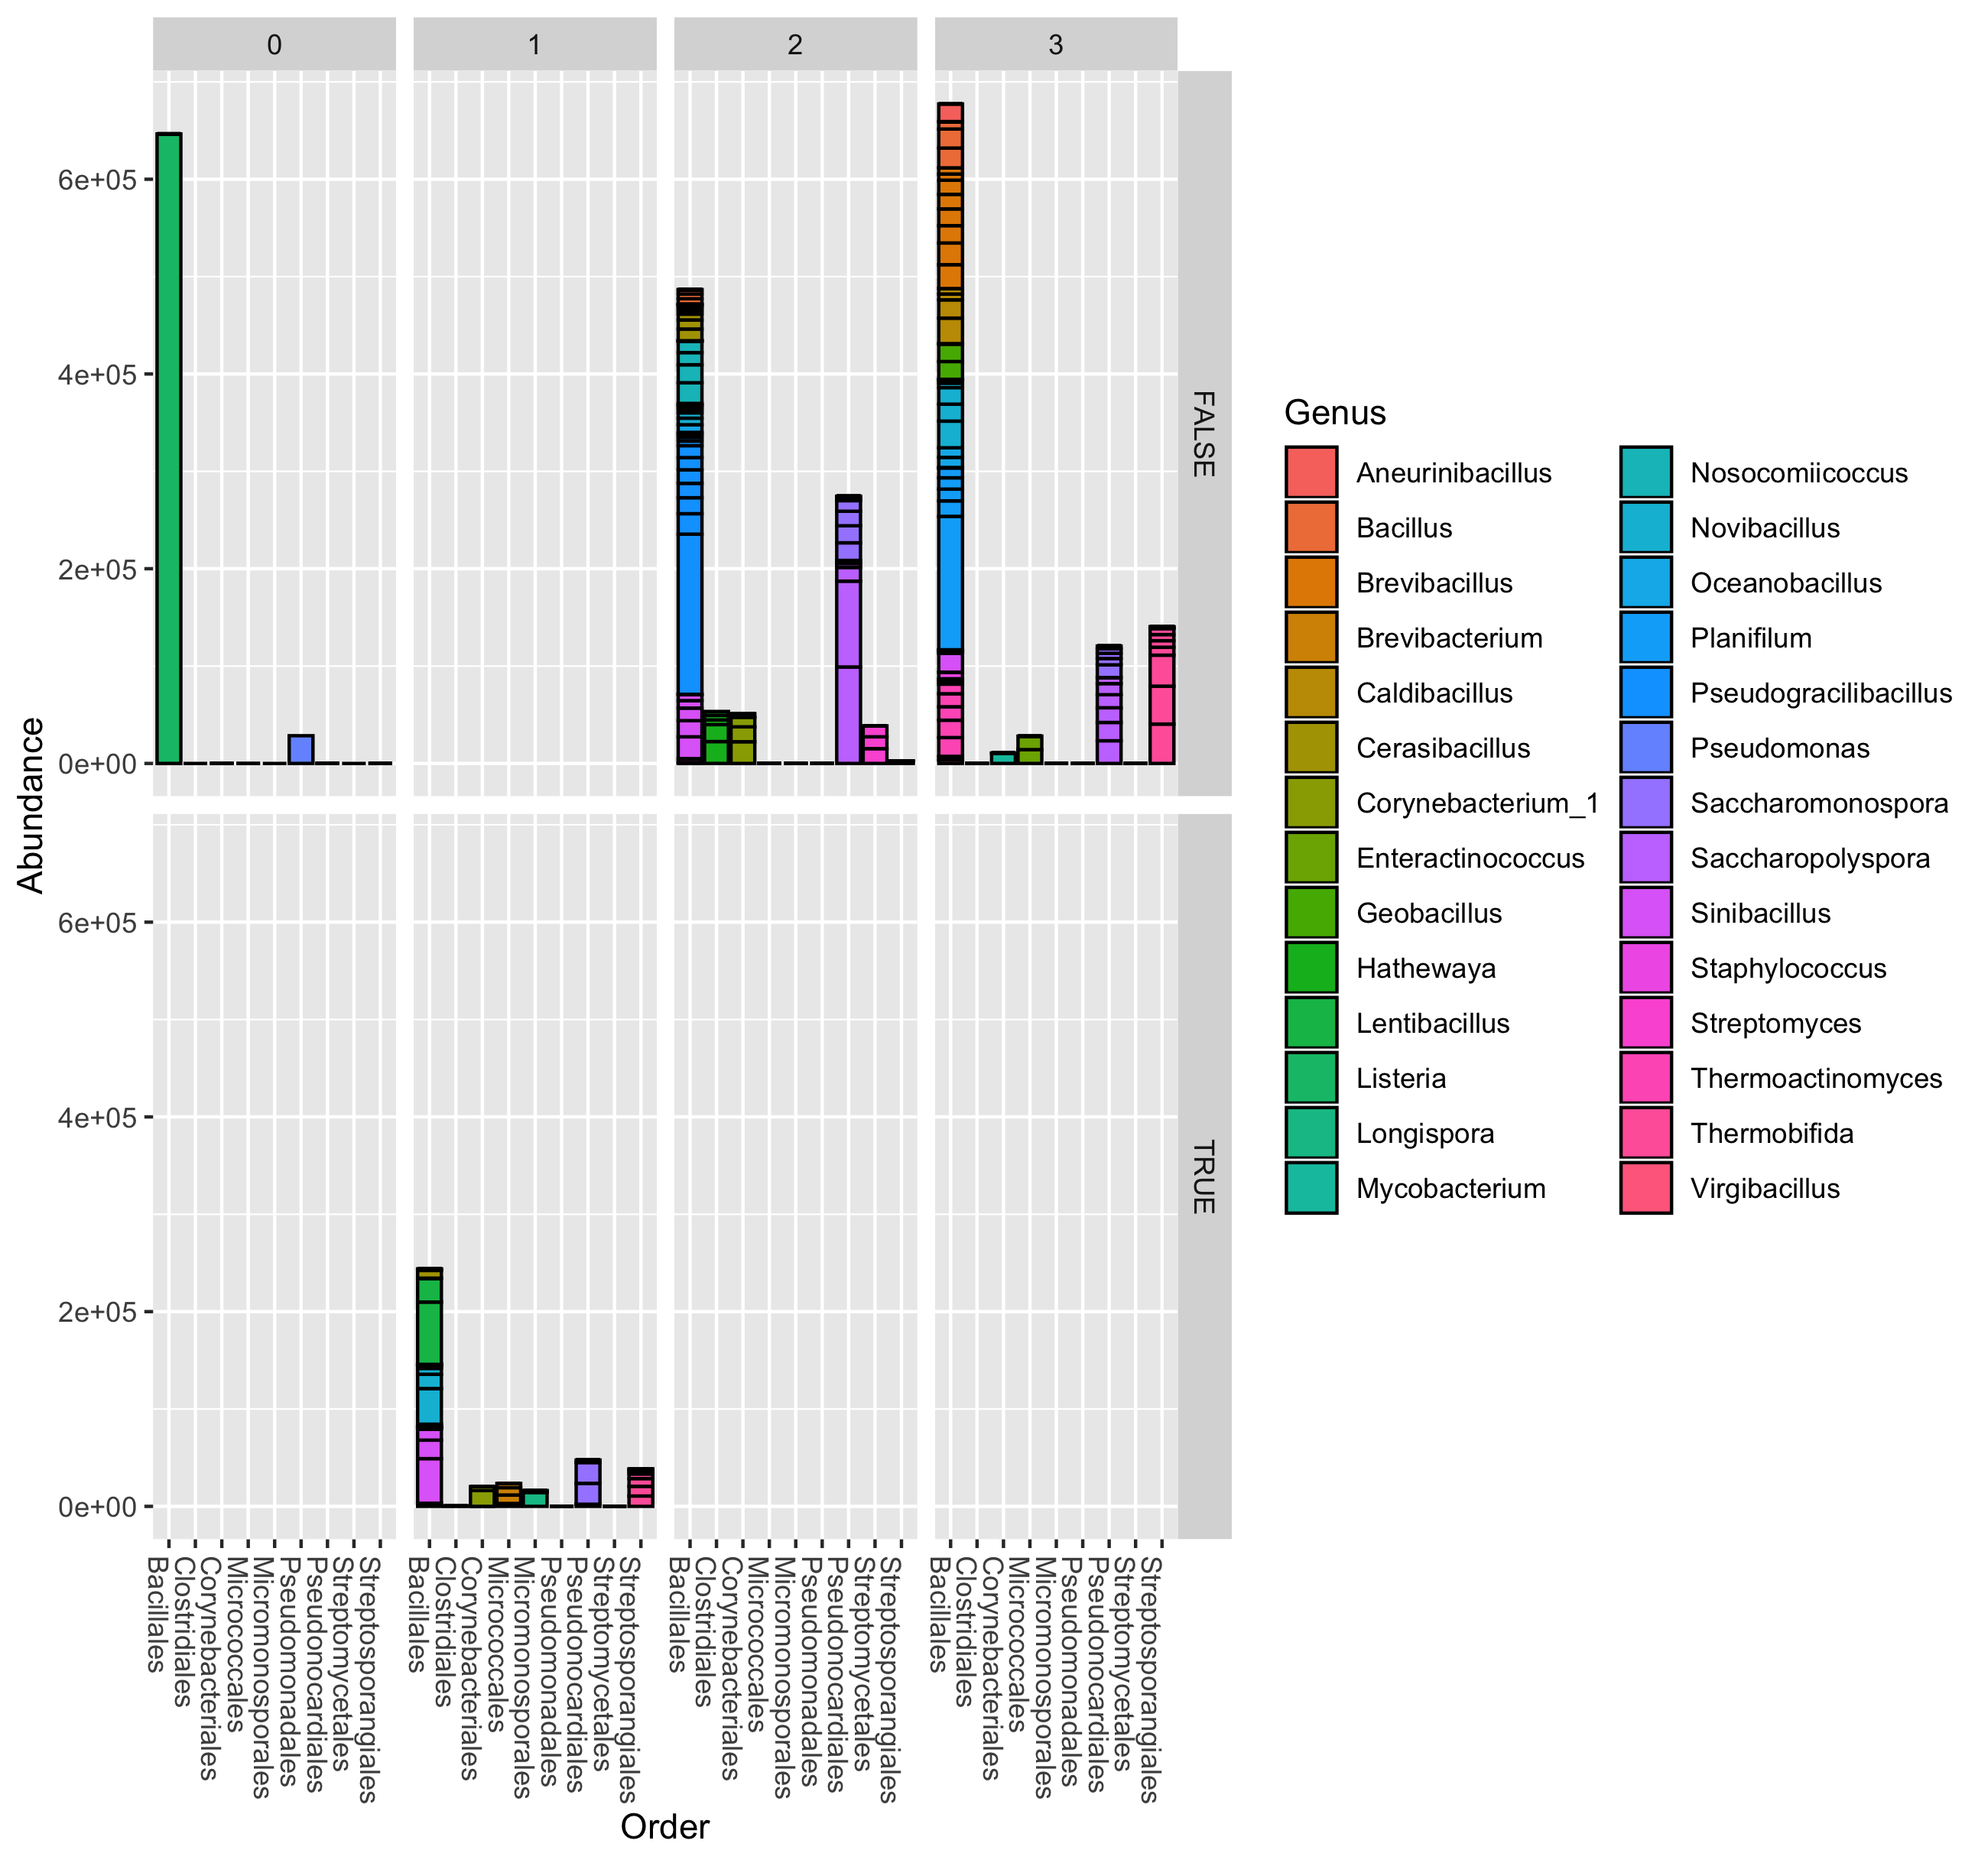 0
1
2
3
FALSE
TRUE
6e+05
4e+05
2e+05
0e+00
6e+05
4e+05
2e+05
0e+00
Abundance
Bacillales
Clostridiales
Corynebacteriales
Micrococcales
Micromonosporales
Pseudomonadales
Pseudonocardiales
Streptomycetales
Streptosporangiales
Bacillales
Clostridiales
Corynebacteriales
Micrococcales
Micromonosporales
Pseudomonadales
Pseudonocardiales
Streptomycetales
Streptosporangiales
Bacillales
Clostridiales
Corynebacteriales
Micrococcales
Micromonosporales
Pseudomonadales
Pseudonocardiales
Streptomycetales
Streptosporangiales
Bacillales
Clostridiales
Corynebacteriales
Micrococcales
Micromonosporales
Pseudomonadales
Pseudonocardiales
Streptomycetales
Streptosporangiales
Order
Genus
Aneurinibacillus
Bacillus
Brevibacillus
Brevibacterium
Caldibacillus
Cerasibacillus
Corynebacterium_1
Enteractinococcus
Geobacillus
Hathewaya
Lentibacillus
Listeria
Longispora
Mycobacterium
Nosocomiicoccus
Novibacillus
Oceanobacillus
Planifilum
Pseudogracilibacillus
Pseudomonas
Saccharomonospora
Saccharopolyspora
Sinibacillus
Staphylococcus
Streptomyces
Thermoactinomyces
Thermobifida
Virgibacillus